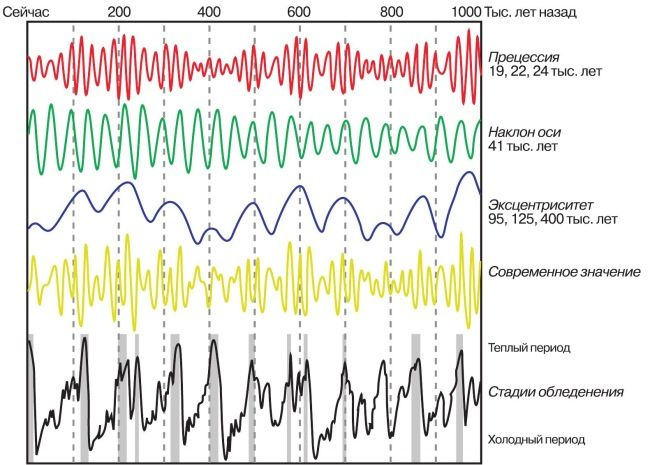 Сейчас 200 400 600 800 1000 Тыс. лет назад
Прецессия
19, 22, 24 тыс. лет
Наклон оси
41 тыс. лет
Эксцентриситет
95, 125, 400 тыс. лет
Современное значение
Теплый период
Стадии обледенения
Холодный период